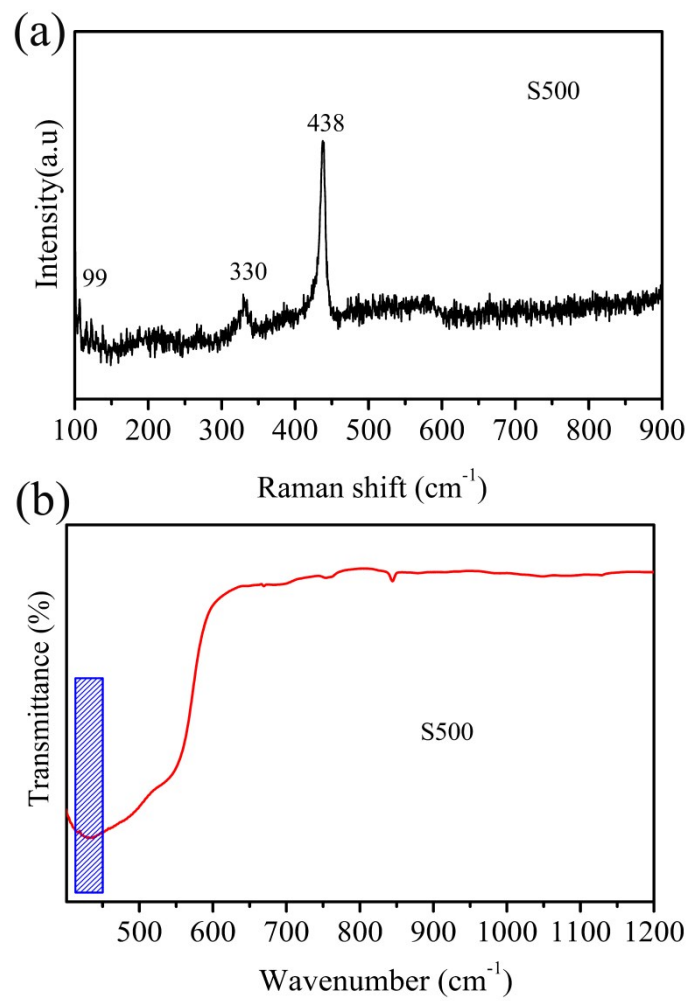 (a)
S500
438
330
99
Intensity(a.u)
100 200 300 400 500 600 700 800 900
Raman shift (cm-1)
(b)
S500
Transmittance (%)
500 600 700 800 900 1000 1100 1200
Wavenumber (cm-1)